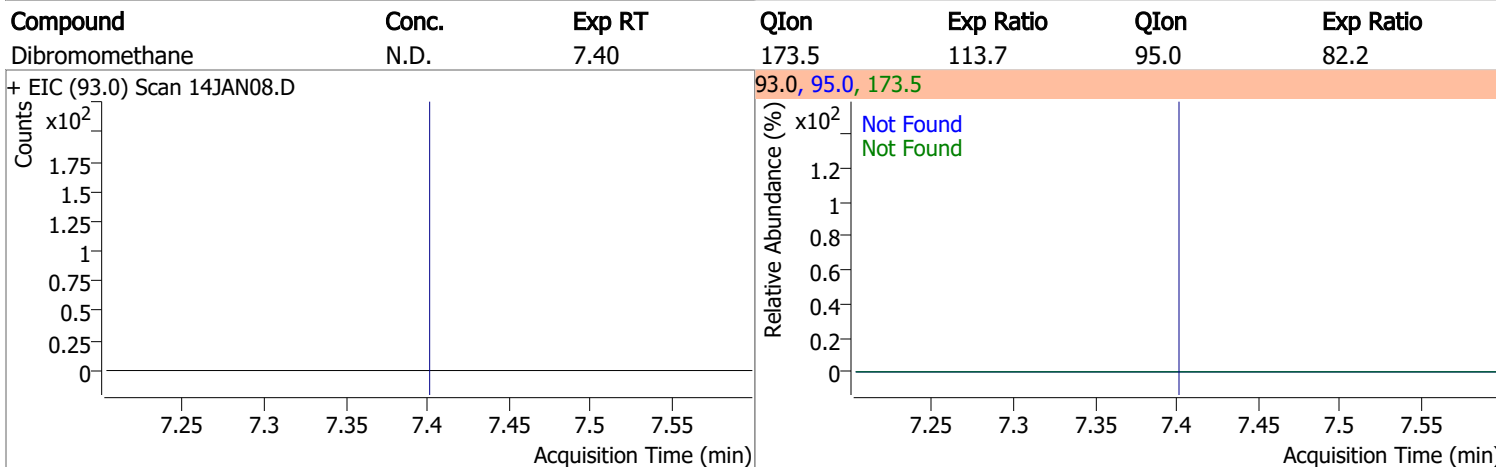 Compound Conc. Exp RT QIon Exp Ratio QIon Exp Ratio
Dibromomethane N.D. 7.40 173.5 113.7 95.0 82.2
+ EIC (93.0) Scan 14JAN08.D
Counts
x10²
1.75
1.5
1.25
1
0.75
0.5
0.25
0
7.25 7.3 7.35 7.4 7.45 7.5 7.55
Acquisition Time (min)
93.0, 95.0, 173.5
Relative Abundance (%)
x10²
Not Found
Not Found
1.2
1
0.8
0.6
0.4
0.2
0
7.25 7.3 7.35 7.4 7.45 7.5 7.55
Acquisition Time (min)